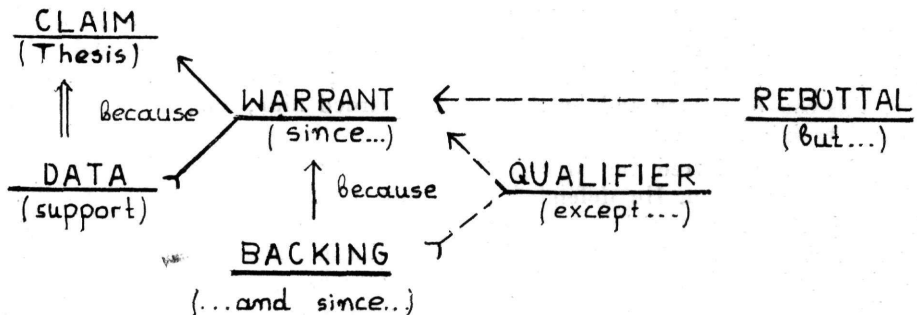 CLAIM
(Thesis)
because
WARRANT
(since...)
REBUTTAL
(but...)
DATA
(support)
because
QUALIFIER
(except...)
BACKING
(...and since...)